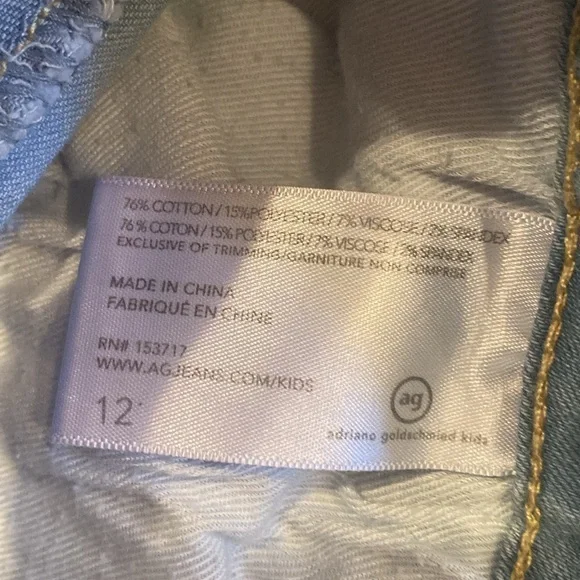 76% COTTON / 15%POLYESTER / 7% VISCOSE / 2% SPANDEX
76 % COTON / 15% POLYESTER / 7% VISCOSE / 2% SPANDEX
EXCLUSIVE OF TRIMMING/GARNITURE NON COMPRISE
MADE IN CHINA
FABRIQUÉ EN CHINE
RN# 153717
WWW.AGJEANS.COM/KIDS
12
ag
adriano goldschmied kids